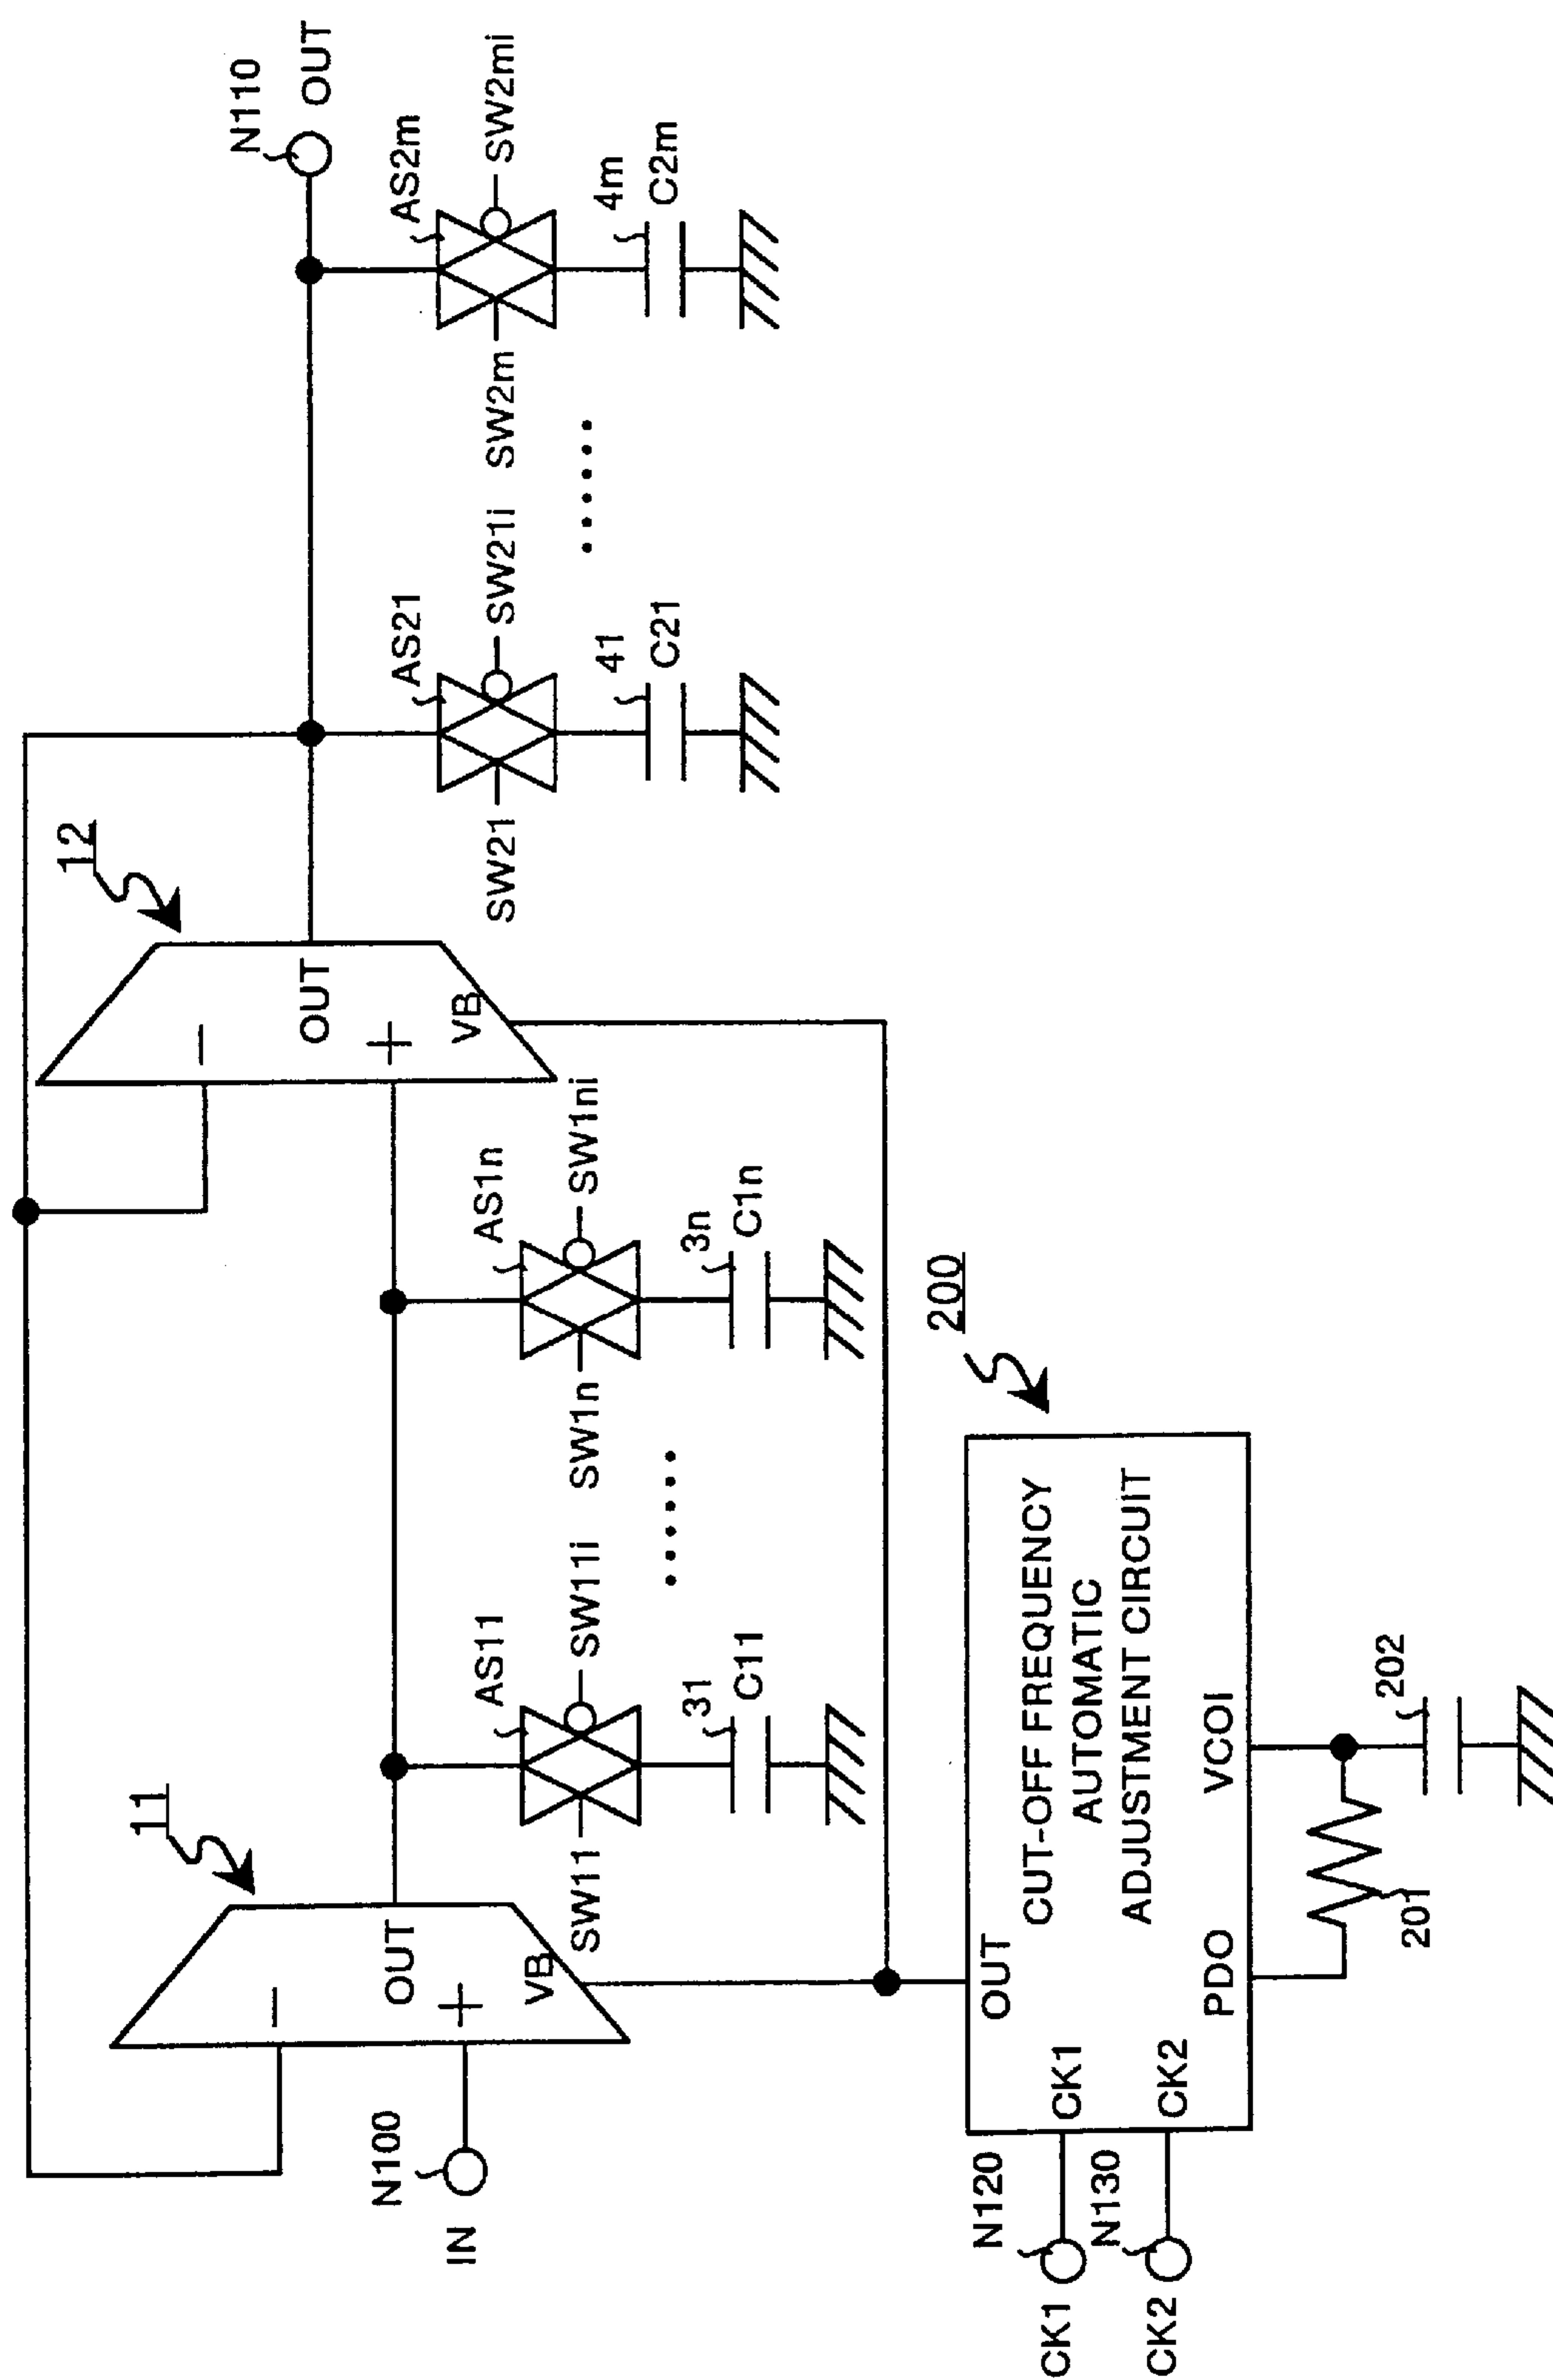 N110
OUT
12
AS21
AS2m
SW21
SW21i
SW2m
SW2mi
41
C21
......
4m
C2m
−
OUT
+
VB
11
AS11
AS1n
SW11
SW11i
SW1n
SW1ni
31
C11
......
3n
C1n
−
OUT
+
VB
N100
IN
200
OUT
CUT-OFF FREQUENCY
AUTOMATIC
ADJUSTMENT CIRCUIT
N120
CK1
CK1
N130
CK2
CK2
PDO
VCOI
201
202